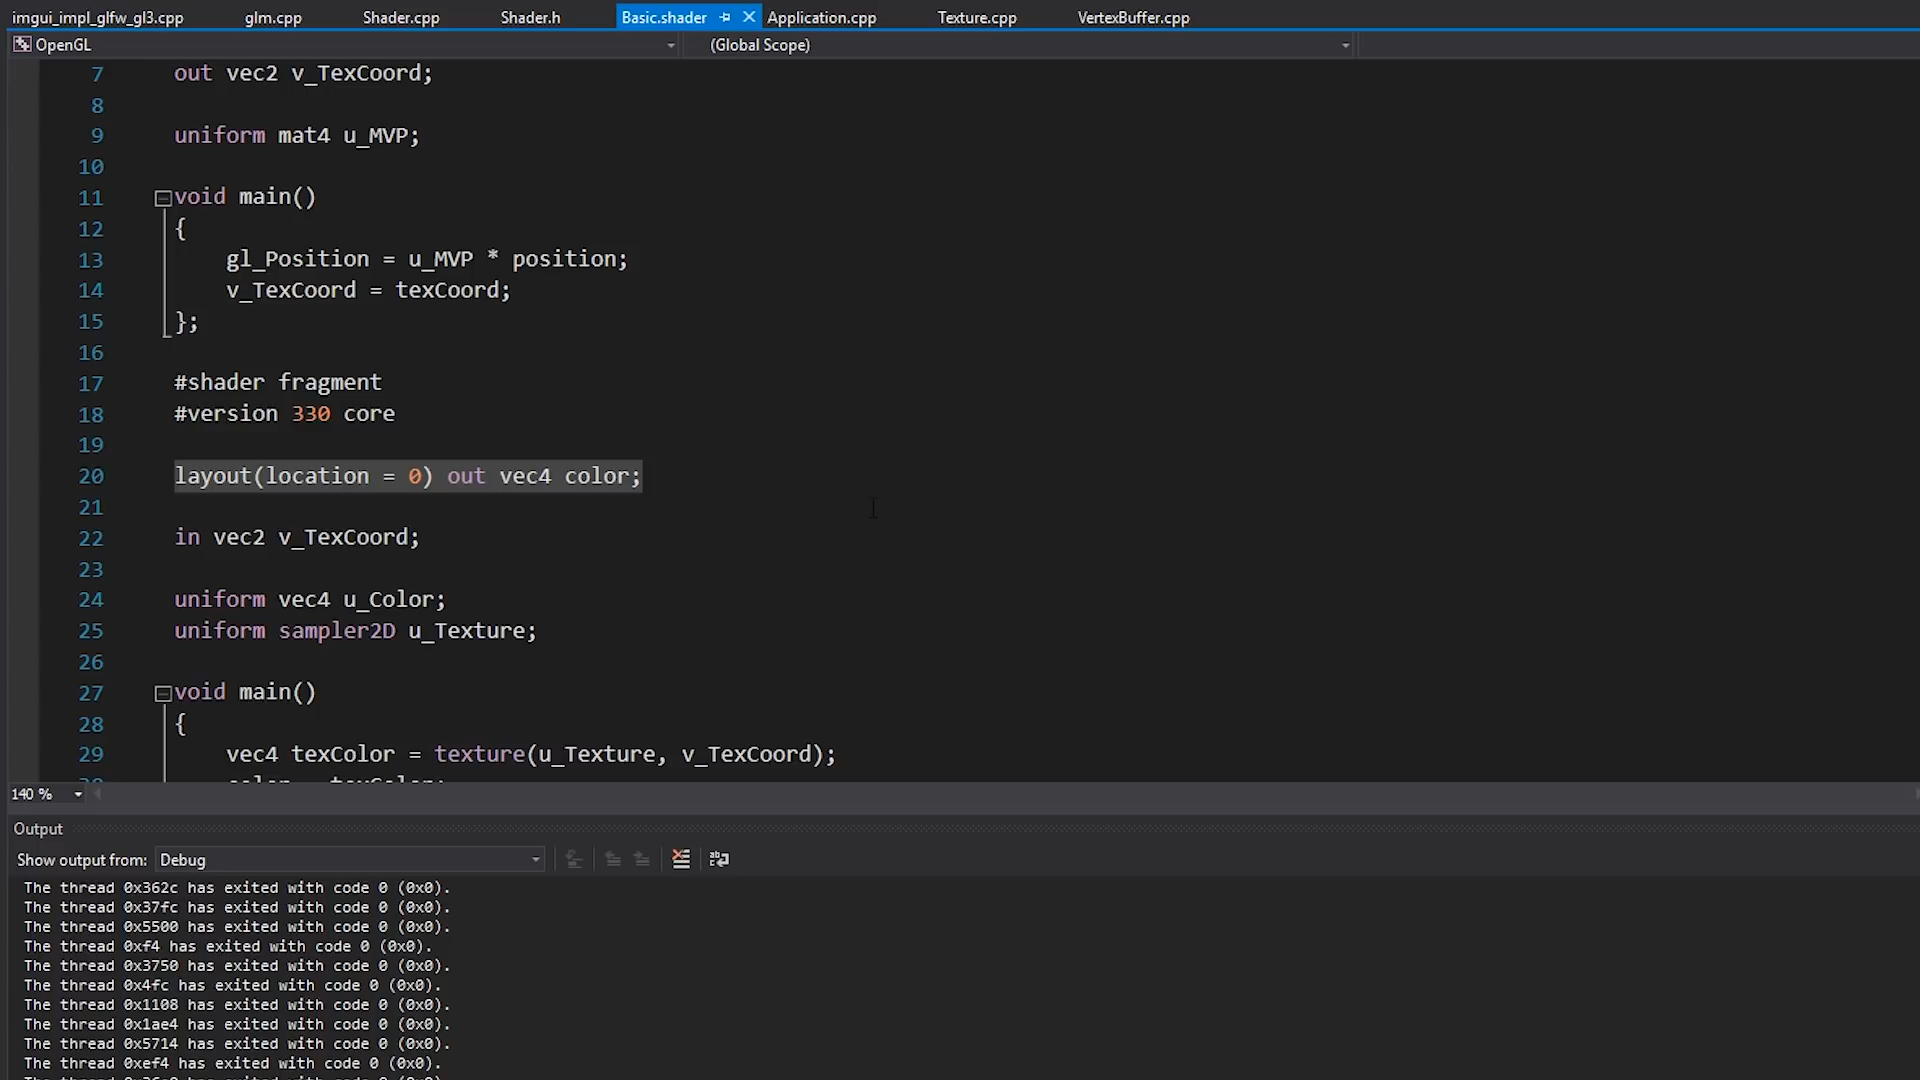 imgui_impl_glfw_gl3.cpp glm.cpp Shader.cpp Shader.h Basic.shader Application.cpp Texture.cpp VertexBuffer.cpp
OpenGL (Global Scope)
7 out vec2 v_TexCoord;
8
9 uniform mat4 u_MVP;
10
11 void main()
12 {
13 gl_Position = u_MVP * position;
14 v_TexCoord = texCoord;
15 };
16
17 #shader fragment
18 #version 330 core
19
20 layout(location = 0) out vec4 color;
21
22 in vec2 v_TexCoord;
23
24 uniform vec4 u_Color;
25 uniform sampler2D u_Texture;
26
27 void main()
28 {
29 vec4 texColor = texture(u_Texture, v_TexCoord);
30 color = texColor;
140 %
Output
Show output from: Debug
The thread 0x362c has exited with code 0 (0x0).
The thread 0x37fc has exited with code 0 (0x0).
The thread 0x5500 has exited with code 0 (0x0).
The thread 0xf4 has exited with code 0 (0x0).
The thread 0x3750 has exited with code 0 (0x0).
The thread 0x4fc has exited with code 0 (0x0).
The thread 0x1108 has exited with code 0 (0x0).
The thread 0x1ae4 has exited with code 0 (0x0).
The thread 0x5714 has exited with code 0 (0x0).
The thread 0xef4 has exited with code 0 (0x0).